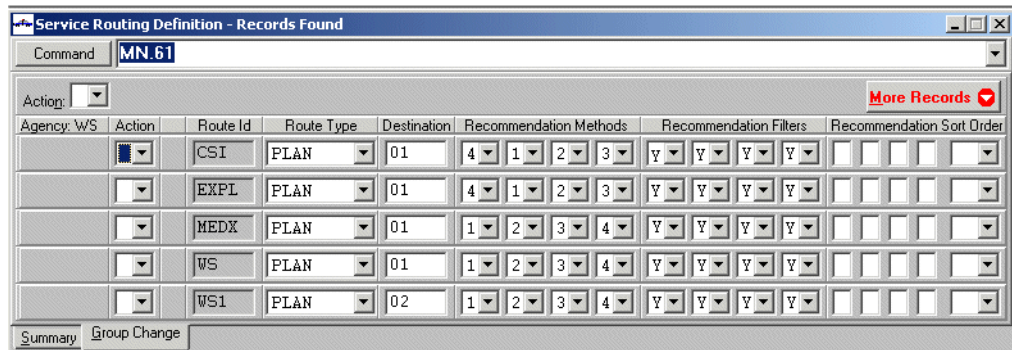 Service Routing Definition - Records Found
Command MN.61
Action: More Records
Agency: WS Action Route Id Route Type Destination Recommendation Methods Recommendation Filters Recommendation Sort Order
CSI PLAN 01 4 1 2 3 Y Y Y Y
EXPL PLAN 01 4 1 2 3 Y Y Y Y
MEDX PLAN 01 1 2 3 4 Y Y Y Y
WS PLAN 01 1 2 3 4 Y Y Y Y
WS1 PLAN 02 1 2 3 4 Y Y Y Y
Summary Group Change